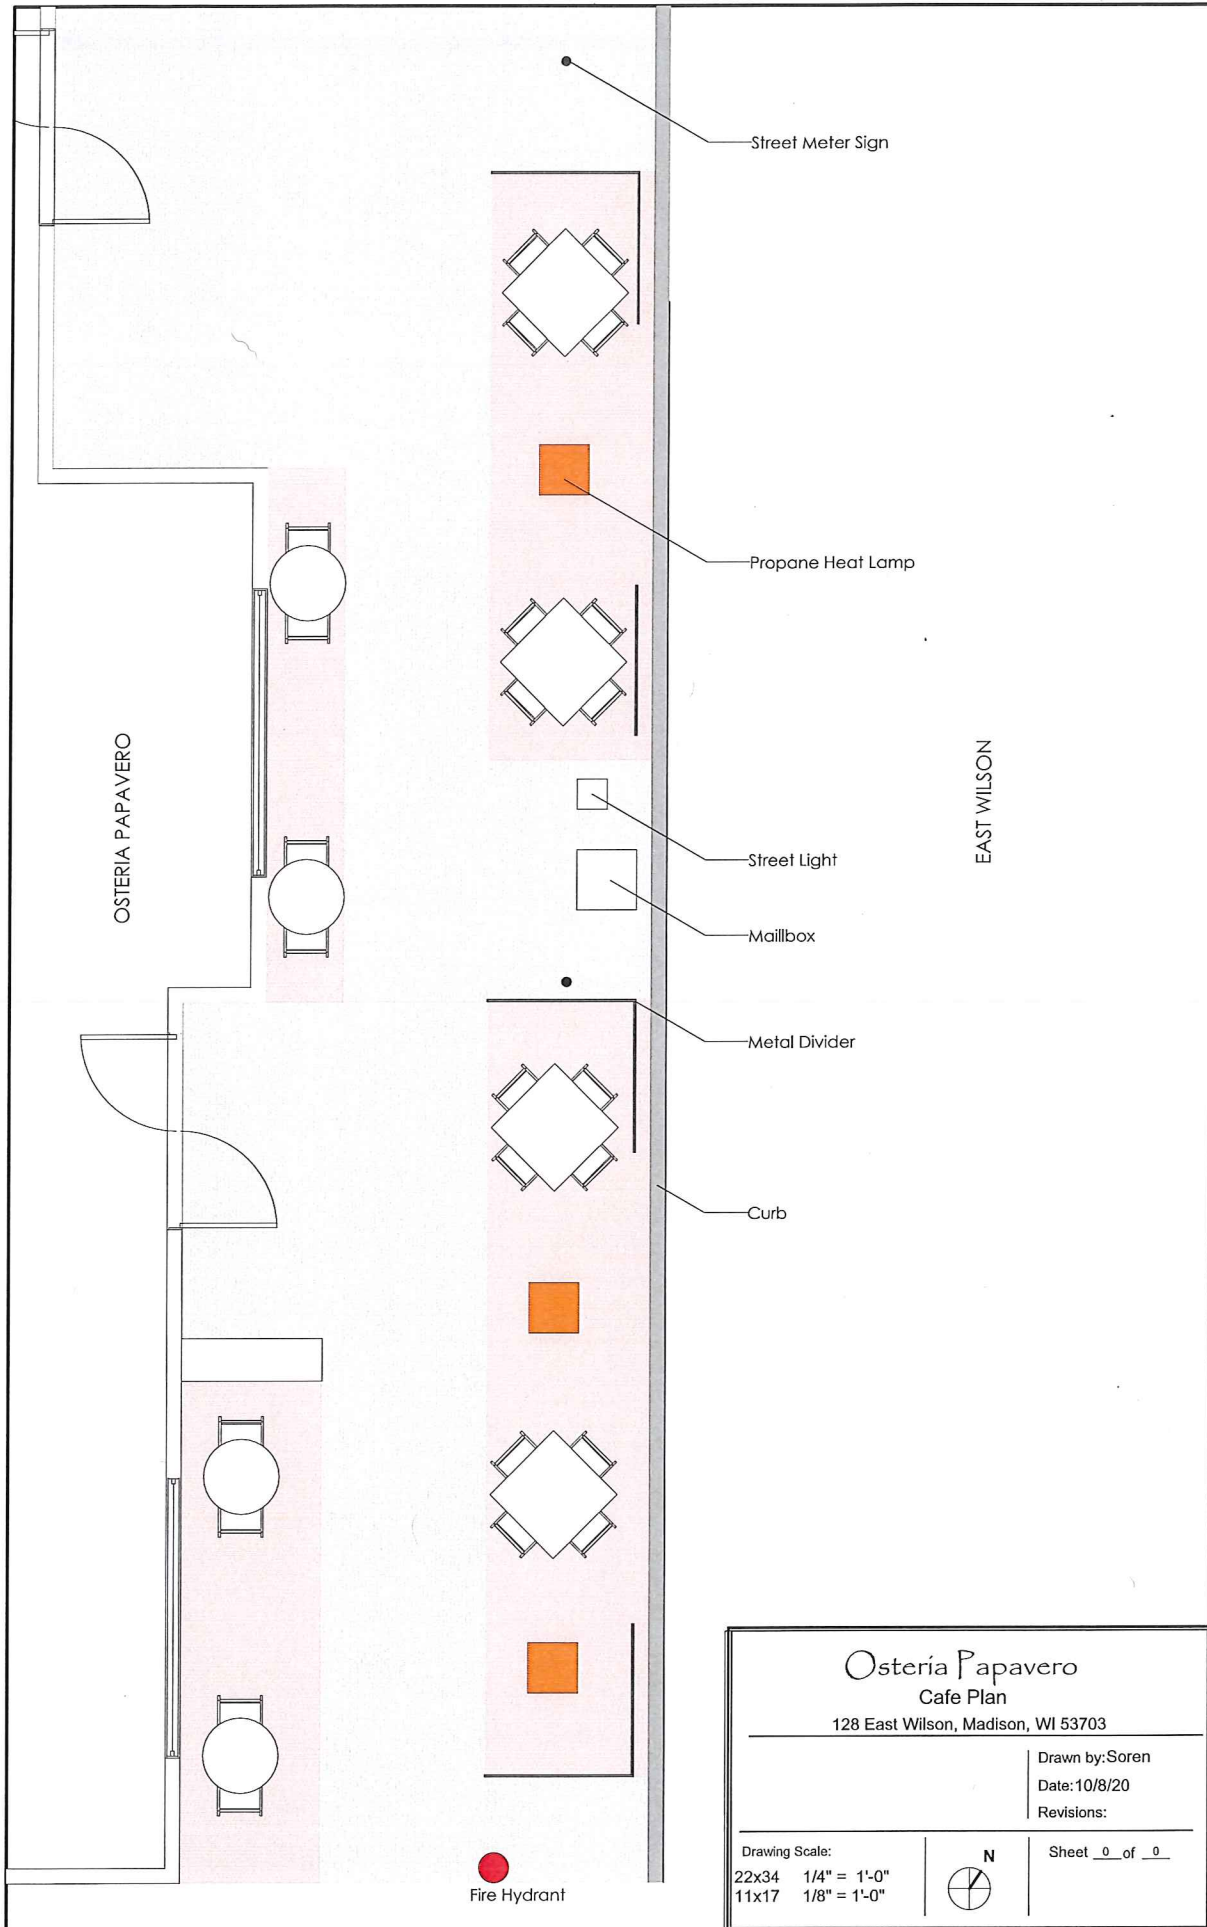 Street Meter Sign
Propane Heat Lamp
OSTERIA PAPAVERO
EAST WILSON
Street Light
Maillbox
Metal Divider
Curb
Fire Hydrant
Osteria Papavero
Cafe Plan
128 East Wilson, Madison, WI 53703
Drawn by:Soren
Date:10/8/20
Revisions:
Drawing Scale:
22x34 1/4" = 1'-0"
11x17 1/8" = 1'-0"
N
Sheet 0 of 0